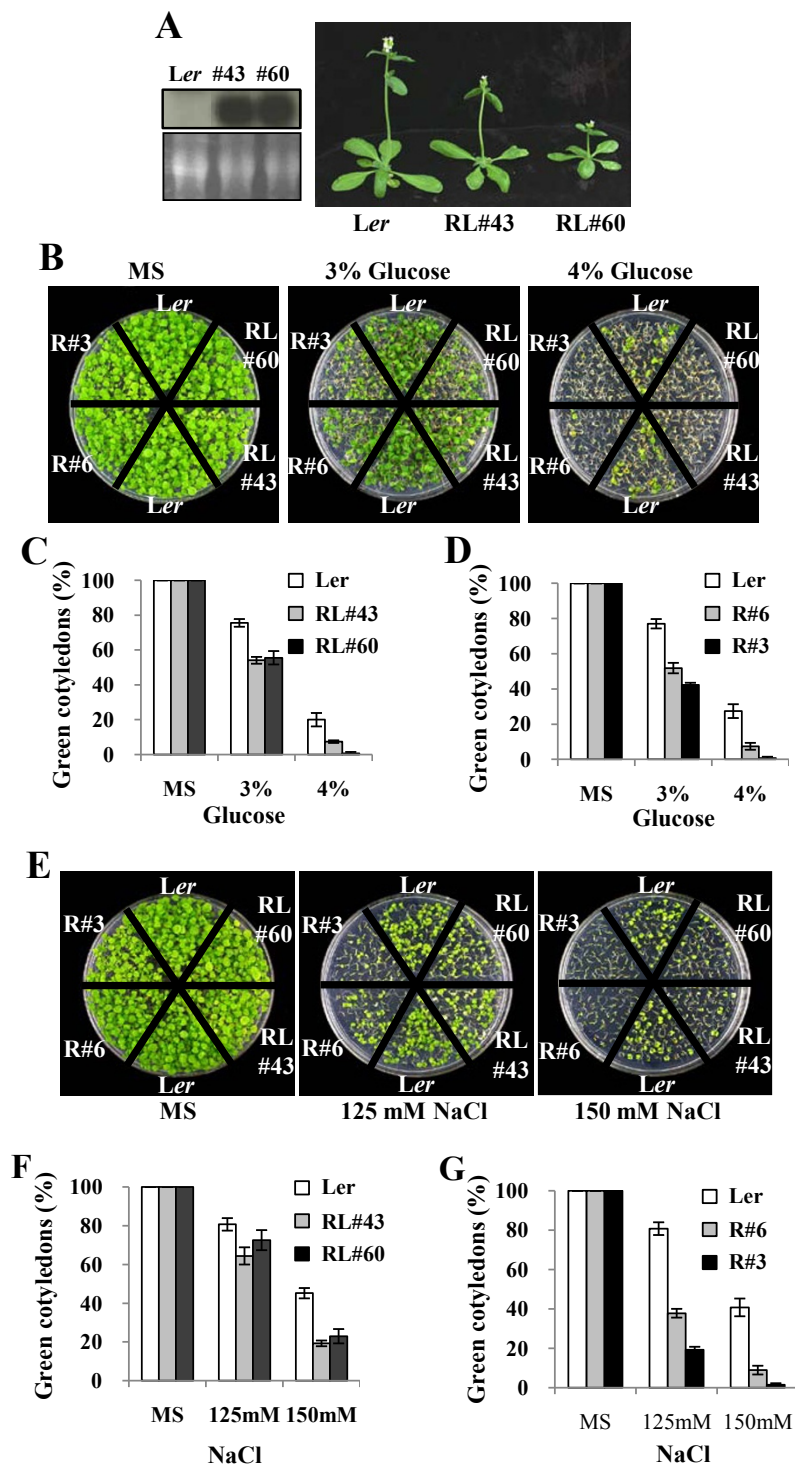 A
Ler #43 #60
Ler RL#43 RL#60
B
MS 3% Glucose 4% Glucose
Ler
R#3
RL
#60
R#6
RL
#43
Ler
Ler
R#3
RL
#60
R#6
RL
#43
Ler
Ler
R#3
RL
#60
R#6
RL
#43
Ler
C
Green cotyledons (%)
100
80
60
40
20
0
Ler
RL#43
RL#60
MS 3% 4%
Glucose
D
Green cotyledons (%)
100
80
60
40
20
0
Ler
R#6
R#3
MS 3% 4%
Glucose
E
Ler
R#3
RL
#60
R#6
RL
#43
Ler
MS
Ler
R#3
RL
#60
R#6
RL
#43
Ler
125 mM NaCl
Ler
R#3
RL
#60
R#6
RL
#43
Ler
150 mM NaCl
F
Green cotyledons (%)
100
80
60
40
20
0
Ler
RL#43
RL#60
MS 125mM 150mM
NaCl
G
Green cotyledons (%)
100
80
60
40
20
0
Ler
R#6
R#3
MS 125mM 150mM
NaCl